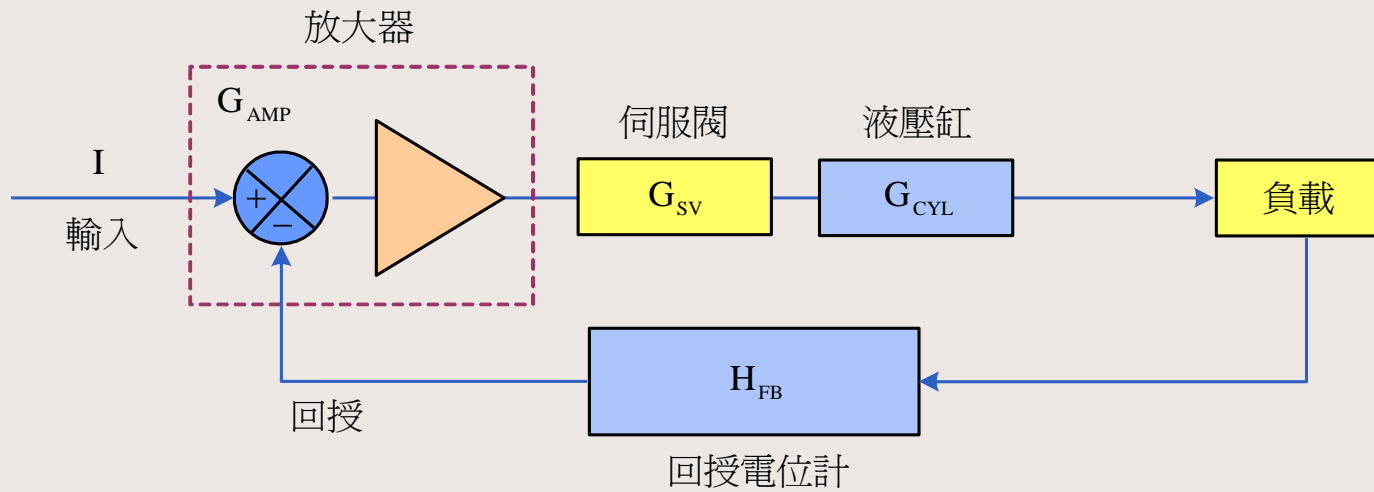 放大器
G_AMP
伺服閥
液壓缸
I
+
−
G_SV
G_CYL
負載
輸入
H_FB
回授
回授電位計